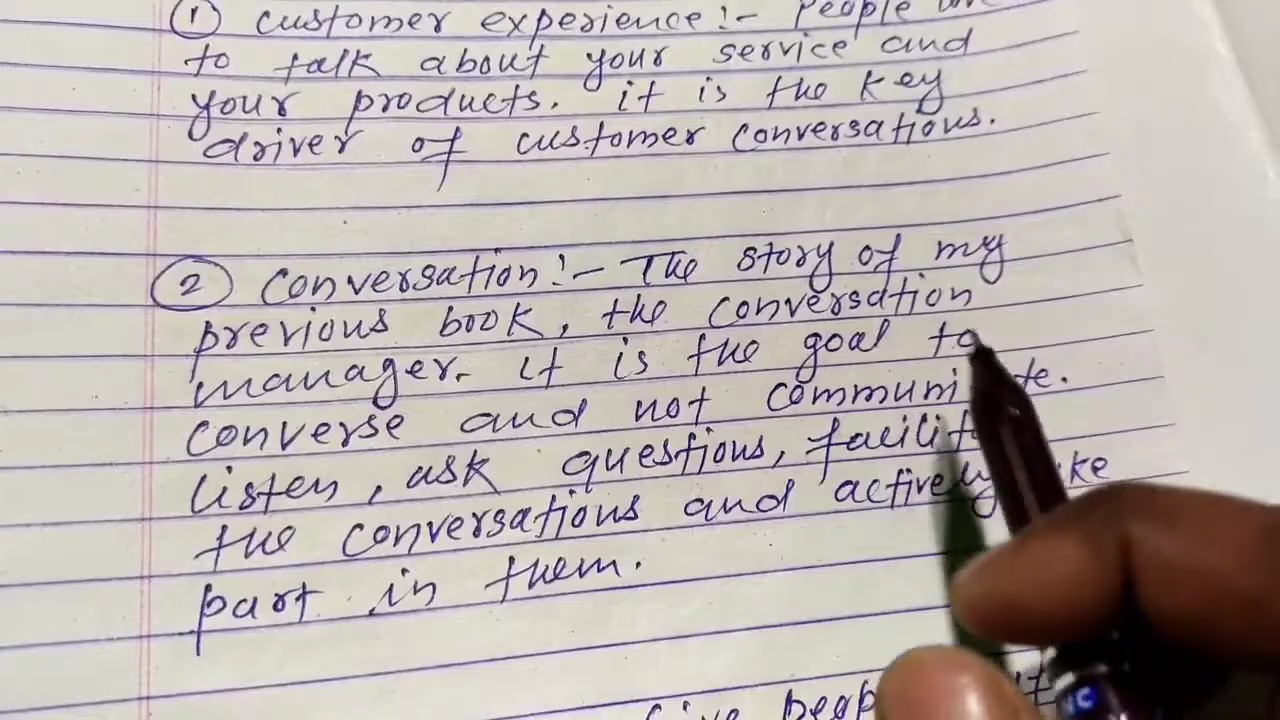 ① customer experience :- People
to talk about your service and
your products. it is the key
driver of customer conversations.
② Conversation :- The story of my
previous book, the conversation
manager. it is the goal to
converse and not
listen, ask questions,
the conversations and actively
part in them.